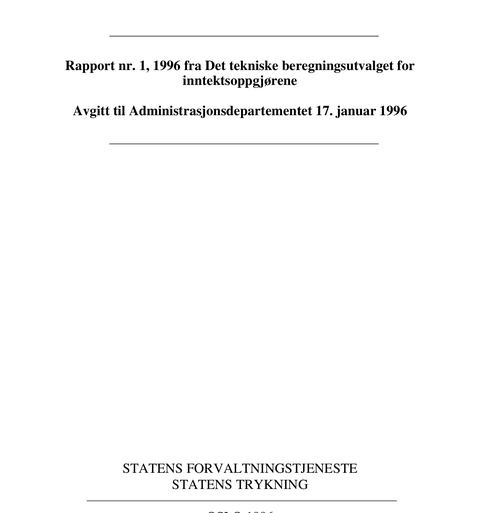 Rapport nr. 1, 1996 fra Det tekniske beregningsutvalget for
inntektsoppgjørene
Avgitt til Administrasjonsdepartementet 17. januar 1996
STATENS FORVALTNINGSTJENESTE
STATENS TRYKNING